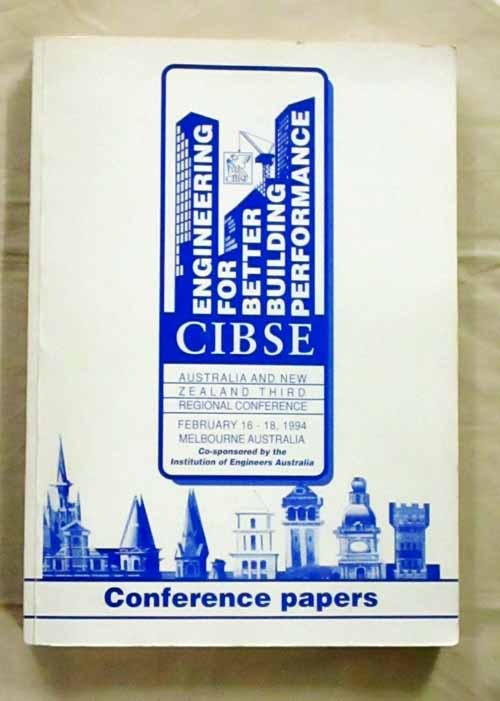 ENGINEERING
FOR
BETTER
BUILDING
PERFORMANCE
CIBSE
CIBSE
AUSTRALIA AND NEW
ZEALAND THIRD
REGIONAL CONFERENCE
FEBRUARY 16 - 18, 1994
MELBOURNE AUSTRALIA
Co-sponsored by the
Institution of Engineers Australia
Conference papers